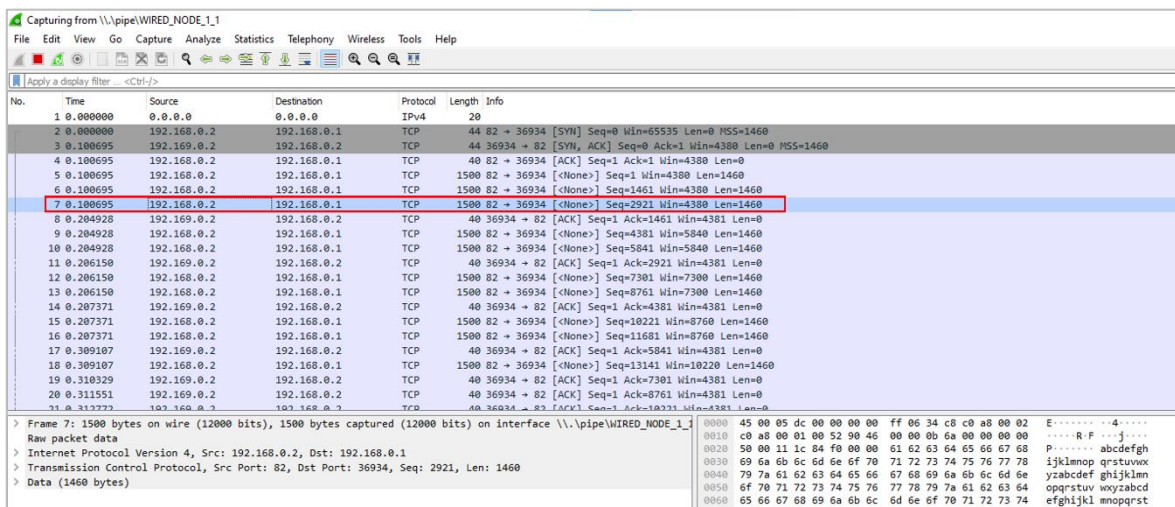 Capturing from \\.\pipe\WIRED_NODE_1_1
File Edit View Go Capture Analyze Statistics Telephony Wireless Tools Help
Apply a display filter ... <Ctrl-/>
No. Time Source Destination Protocol Length Info
1 0.000000 0.0.0.0 0.0.0.0 IPv4 20
2 0.000000 192.168.0.2 192.168.0.1 TCP 44 82 → 36934 [SYN] Seq=0 Win=65535 Len=0 MSS=1460
3 0.100695 192.169.0.2 192.168.0.2 TCP 44 36934 → 82 [SYN, ACK] Seq=0 Ack=1 Win=4380 Len=0 MSS=1460
4 0.100695 192.168.0.2 192.168.0.1 TCP 40 82 → 36934 [ACK] Seq=1 Ack=1 Win=4380 Len=0
5 0.100695 192.168.0.2 192.168.0.1 TCP 1500 82 → 36934 [<None>] Seq=1 Win=4380 Len=1460
6 0.100695 192.168.0.2 192.168.0.1 TCP 1500 82 → 36934 [<None>] Seq=1461 Win=4380 Len=1460
7 0.100695 192.168.0.2 192.168.0.1 TCP 1500 82 → 36934 [<None>] Seq=2921 Win=4380 Len=1460
8 0.204928 192.169.0.2 192.168.0.2 TCP 40 36934 → 82 [ACK] Seq=1 Ack=1461 Win=4381 Len=0
9 0.204928 192.168.0.2 192.168.0.1 TCP 1500 82 → 36934 [<None>] Seq=4381 Win=5840 Len=1460
10 0.204928 192.168.0.2 192.168.0.1 TCP 1500 82 → 36934 [<None>] Seq=5841 Win=5840 Len=1460
11 0.206150 192.169.0.2 192.168.0.2 TCP 40 36934 → 82 [ACK] Seq=1 Ack=2921 Win=4381 Len=0
12 0.206150 192.168.0.2 192.168.0.1 TCP 1500 82 → 36934 [<None>] Seq=7301 Win=7300 Len=1460
13 0.206150 192.168.0.2 192.168.0.1 TCP 1500 82 → 36934 [<None>] Seq=8761 Win=7300 Len=1460
14 0.207371 192.169.0.2 192.168.0.2 TCP 40 36934 → 82 [ACK] Seq=1 Ack=4381 Win=4381 Len=0
15 0.207371 192.168.0.2 192.168.0.1 TCP 1500 82 → 36934 [<None>] Seq=10221 Win=8760 Len=1460
16 0.207371 192.168.0.2 192.168.0.1 TCP 1500 82 → 36934 [<None>] Seq=11681 Win=8760 Len=1460
17 0.309107 192.169.0.2 192.168.0.2 TCP 40 36934 → 82 [ACK] Seq=1 Ack=5841 Win=4381 Len=0
18 0.309107 192.168.0.2 192.168.0.1 TCP 1500 82 → 36934 [<None>] Seq=13141 Win=10220 Len=1460
19 0.310329 192.169.0.2 192.168.0.2 TCP 40 36934 → 82 [ACK] Seq=1 Ack=7301 Win=4381 Len=0
20 0.311551 192.169.0.2 192.168.0.2 TCP 40 36934 → 82 [ACK] Seq=1 Ack=8761 Win=4381 Len=0
21 0.312772 192.169.0.2 192.168.0.2 TCP 40 36934 → 82 [ACK] Seq=1 Ack=10221 Win=4381 Len=0
> Frame 7: 1500 bytes on wire (12000 bits), 1500 bytes captured (12000 bits) on interface \\.\pipe\WIRED_NODE_1_1
Raw packet data
> Internet Protocol Version 4, Src: 192.168.0.2, Dst: 192.168.0.1
> Transmission Control Protocol, Src Port: 82, Dst Port: 36934, Seq: 2921, Len: 1460
> Data (1460 bytes)
0000 45 00 05 dc 00 00 00 00 ff 06 34 c8 c0 a8 00 02 E······· ··4·····
0010 c0 a8 00 01 00 52 90 46 00 00 0b 6a 00 00 00 00 ·····R·F ···j····
0020 50 00 11 1c 84 f0 00 00 61 62 63 64 65 66 67 68 P······· abcdefgh
0030 69 6a 6b 6c 6d 6e 6f 70 71 72 73 74 75 76 77 78 ijklmnop qrstuvwx
0040 79 7a 61 62 63 64 65 66 67 68 69 6a 6b 6c 6d 6e yzabcdef ghijklmn
0050 6f 70 71 72 73 74 75 76 77 78 79 7a 61 62 63 64 opqrstuv wxyzabcd
0060 65 66 67 68 69 6a 6b 6c 6d 6e 6f 70 71 72 73 74 efghijkl mnopqrst